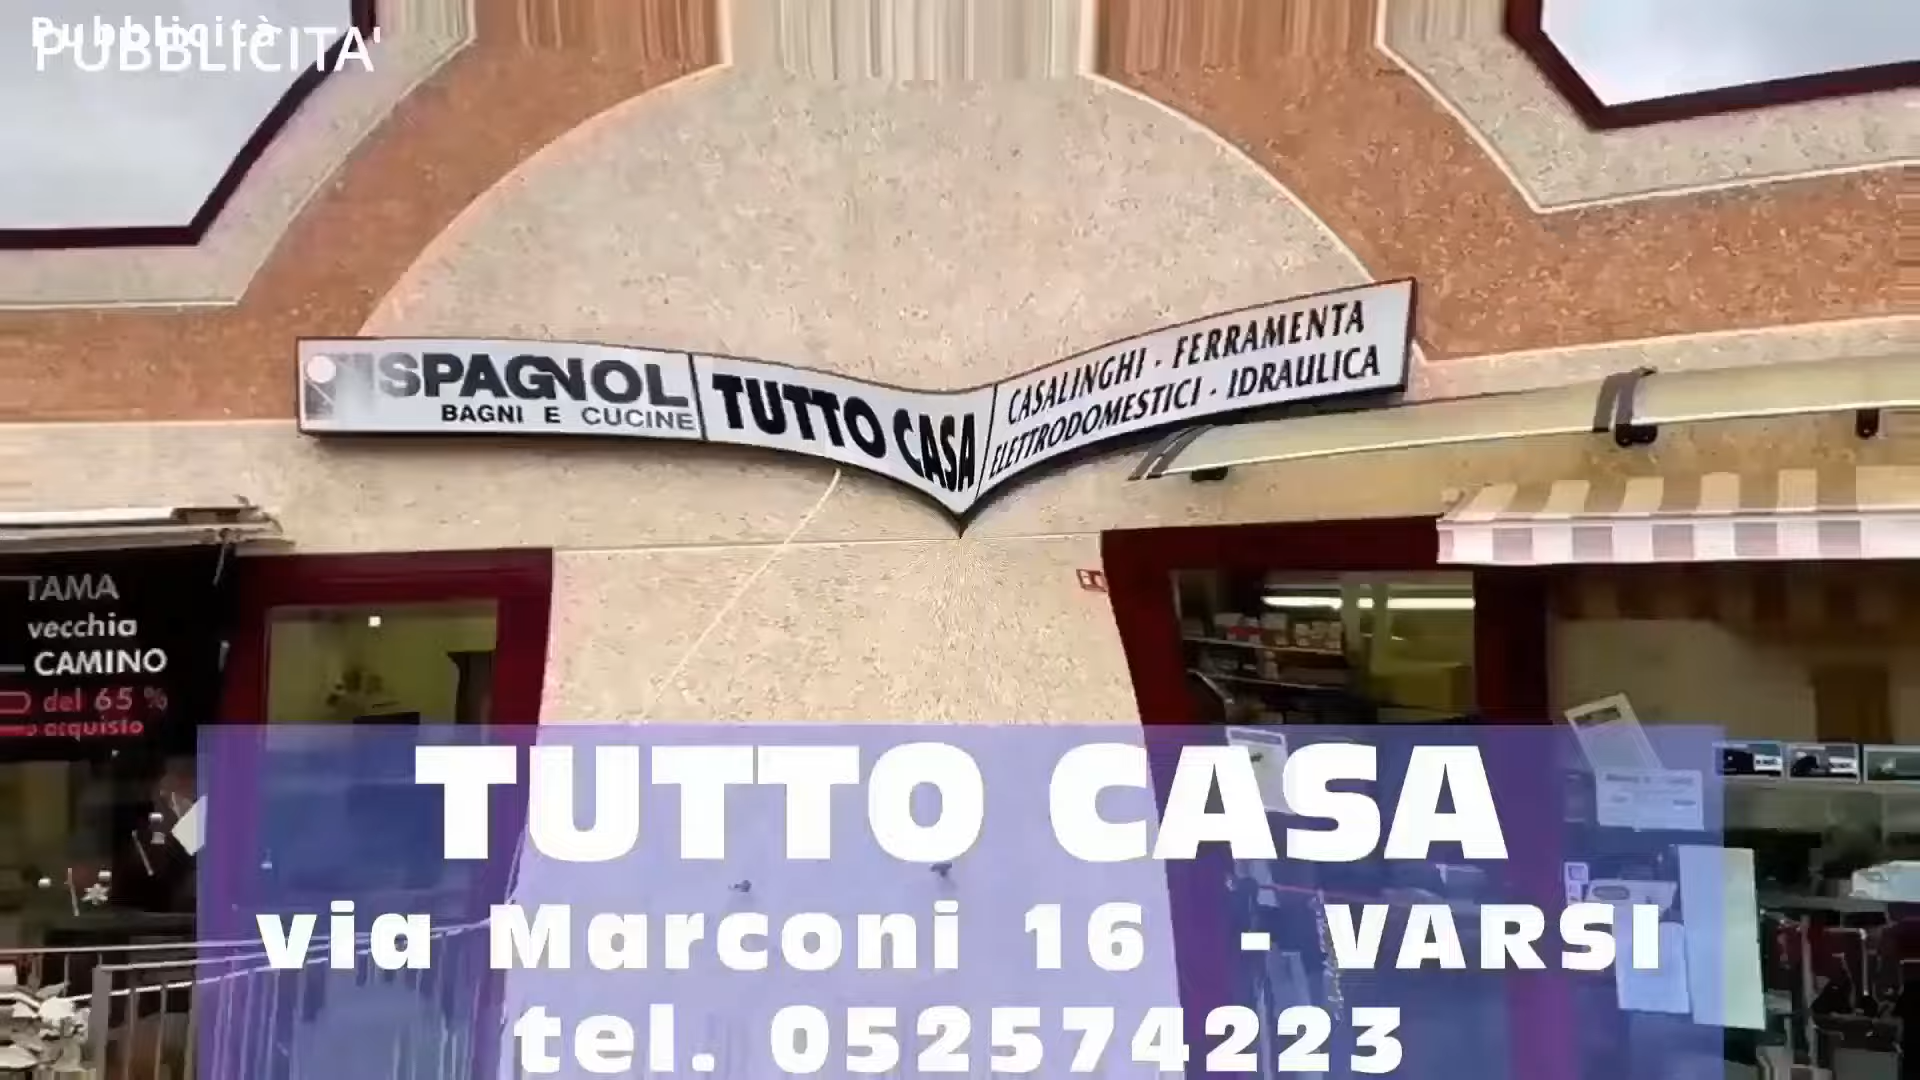 Pubblicità
PUBBLICITA'
SPAGNOL
BAGNI E CUCINE
TUTTO CASA
CASALINGHI - FERRAMENTA
ELETTRODOMESTICI - IDRAULICA
TAMA
vecchia
CAMINO
del 65 %
acquisto
TUTTO CASA
via Marconi 16 - VARSI
tel. 052574223